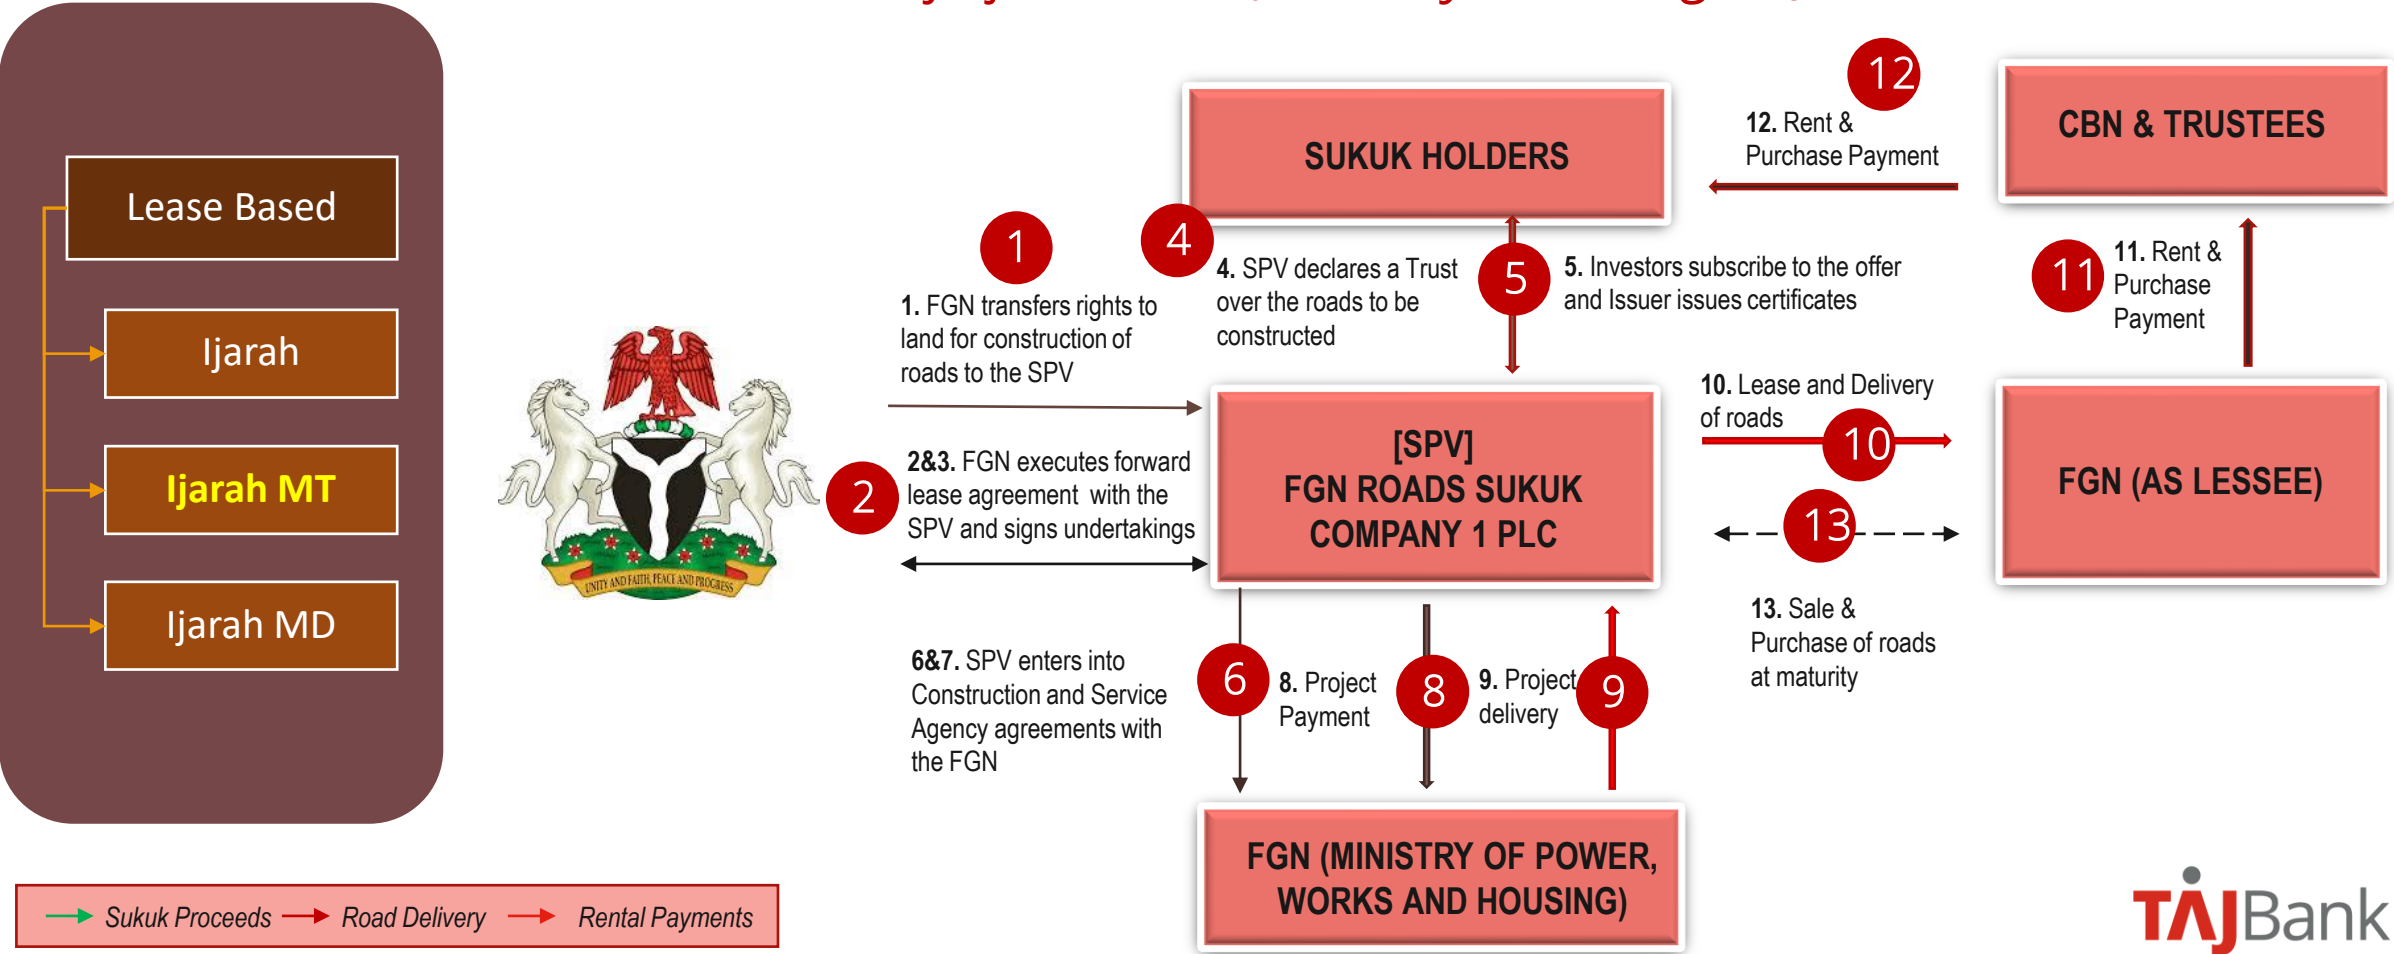 Lease Based
Ijarah
Ijarah MT
Ijarah MD
Sukuk Proceeds
Road Delivery
Rental Payments
UNITY AND FAITH, PEACE AND PROGRESS
1
1. FGN transfers rights to
land for construction of
roads to the SPV
2
2&3. FGN executes forward
lease agreement with the
SPV and signs undertakings
SUKUK HOLDERS
4
4. SPV declares a Trust
over the roads to be
constructed
5
5. Investors subscribe to the offer
and Issuer issues certificates
[SPV]
FGN ROADS SUKUK
COMPANY 1 PLC
6&7. SPV enters into
Construction and Service
Agency agreements with
the FGN
6
8. Project
Payment
8
9. Project
delivery
9
FGN (MINISTRY OF POWER,
WORKS AND HOUSING)
10. Lease and Delivery
of roads
10
FGN (AS LESSEE)
11
11. Rent &
Purchase
Payment
CBN & TRUSTEES
12
12. Rent &
Purchase Payment
13
13. Sale &
Purchase of roads
at maturity
TAJBank